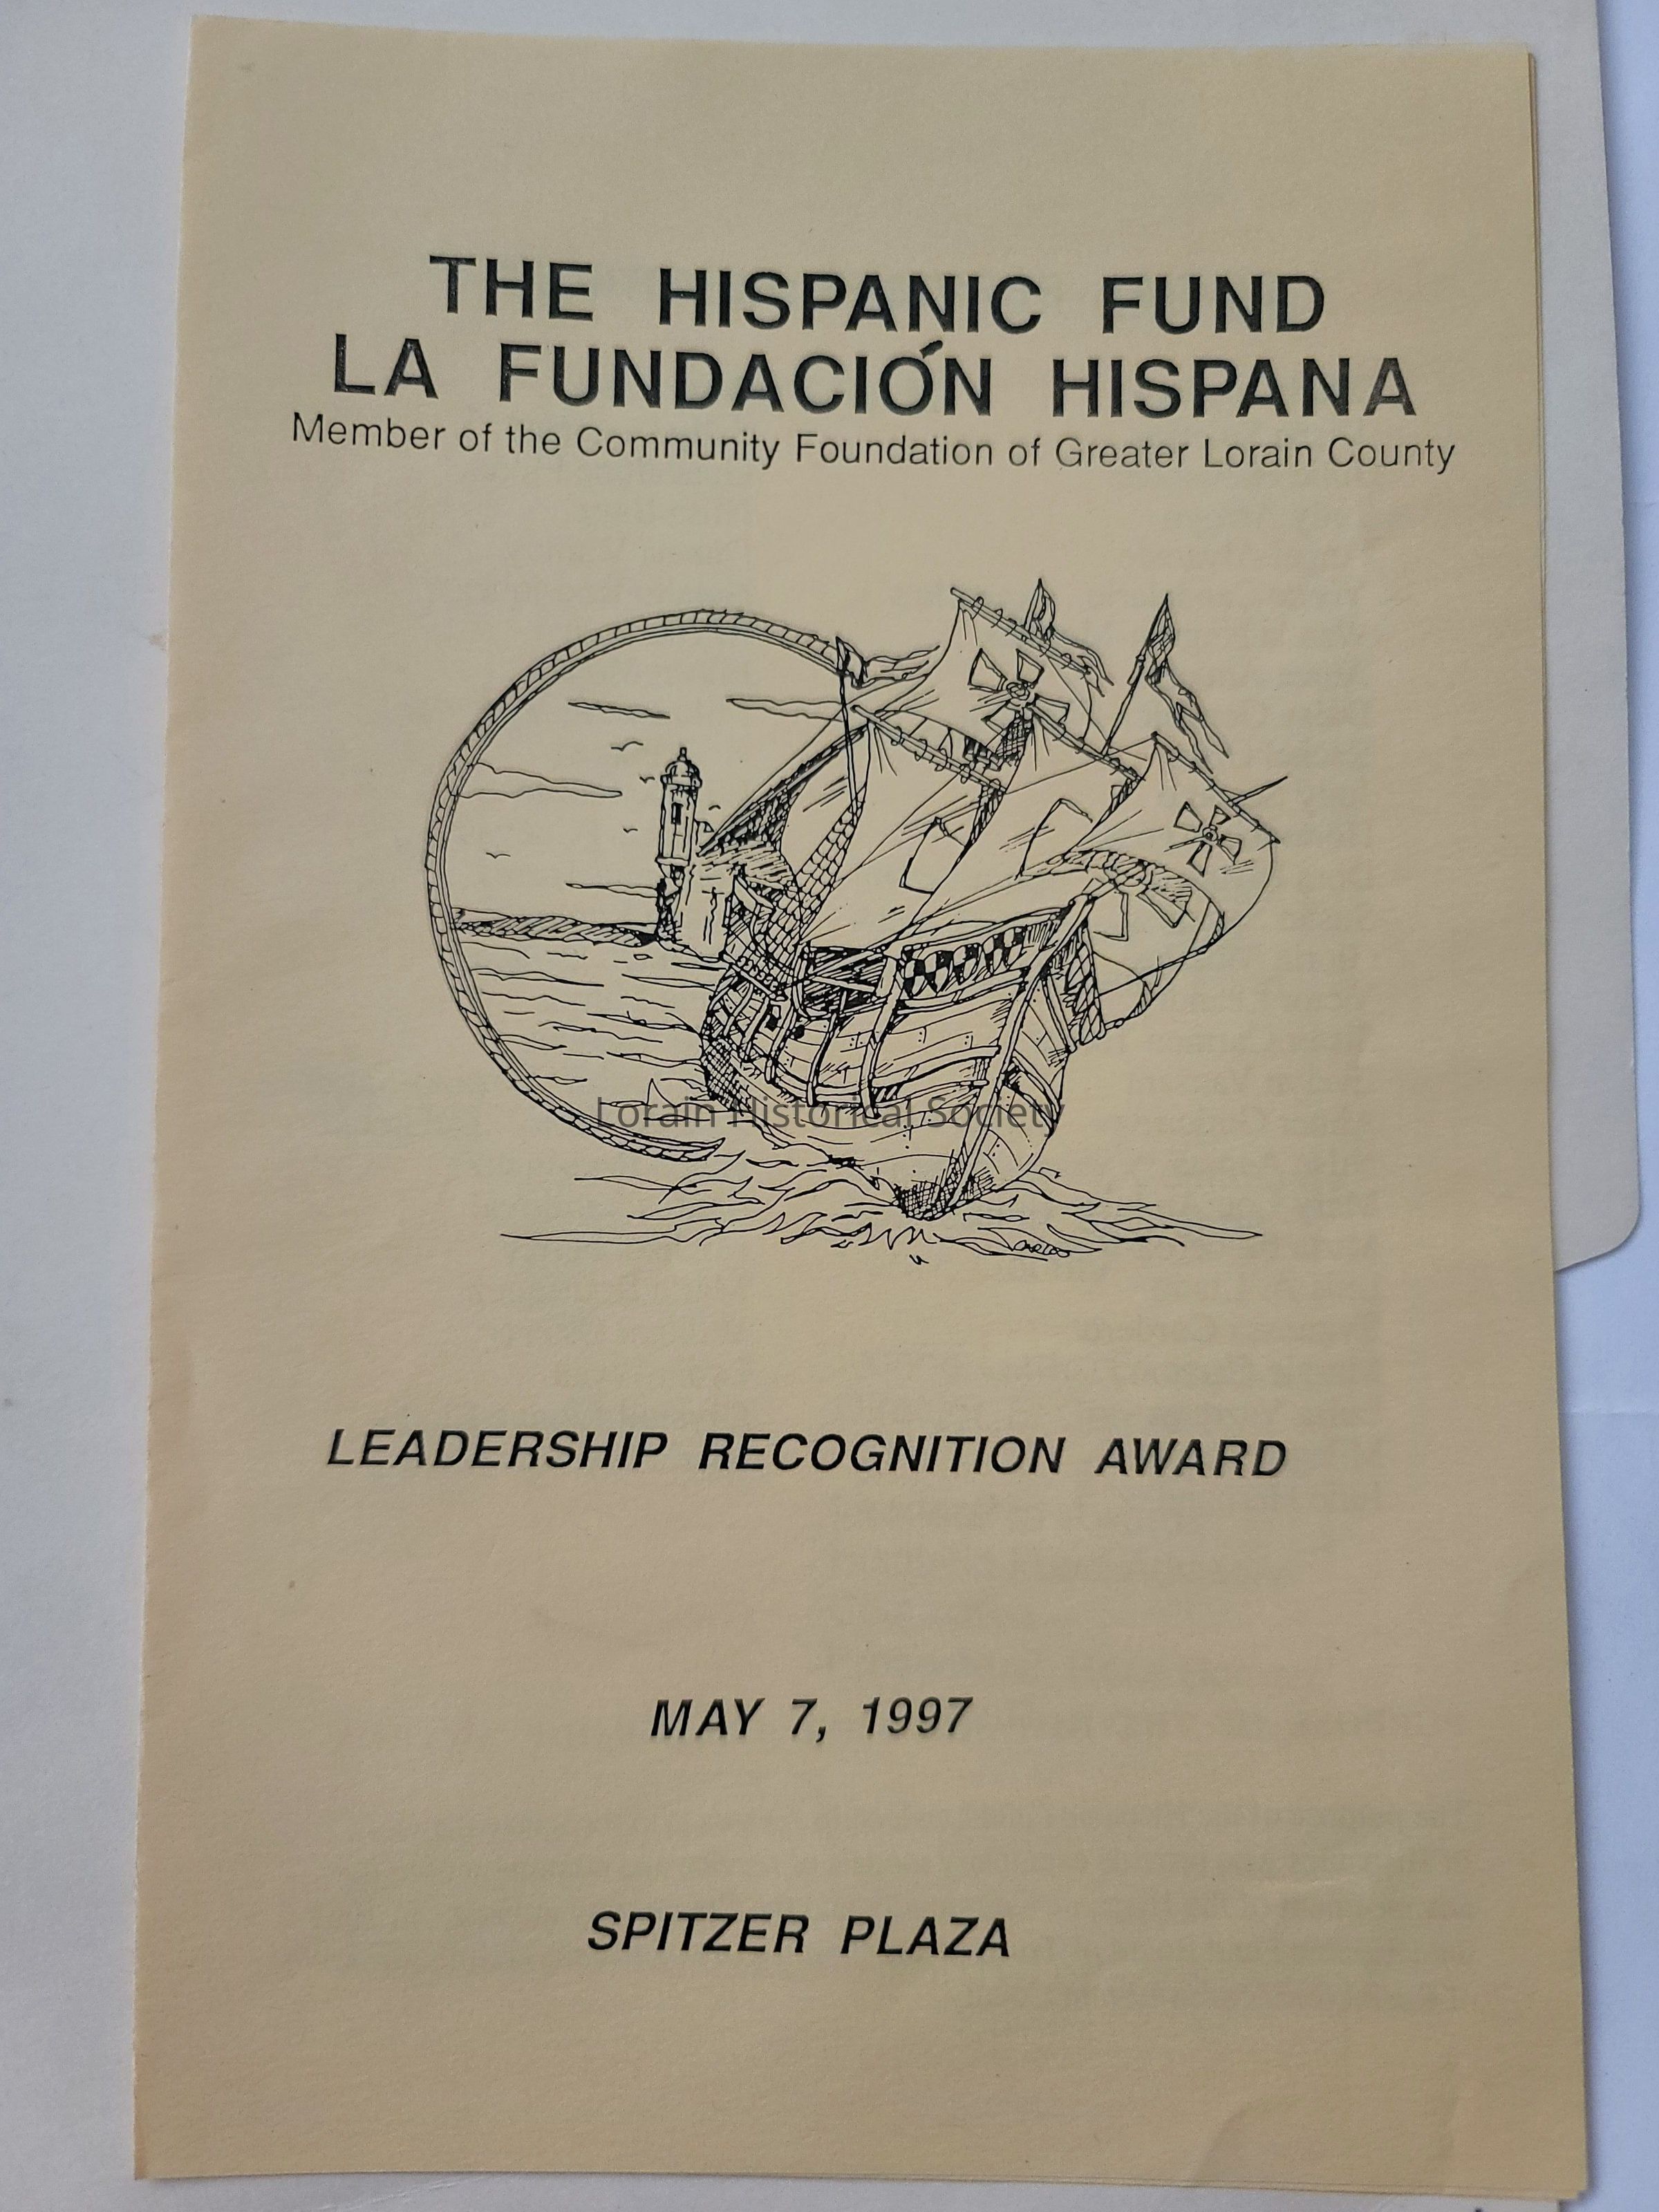 THE HISPANIC FUND
LA FUNDACIÓN HISPANA
Member of the Community Foundation of Greater Lorain County
Lorain Historical Society
LEADERSHIP RECOGNITION AWARD
MAY 7, 1997
SPITZER PLAZA